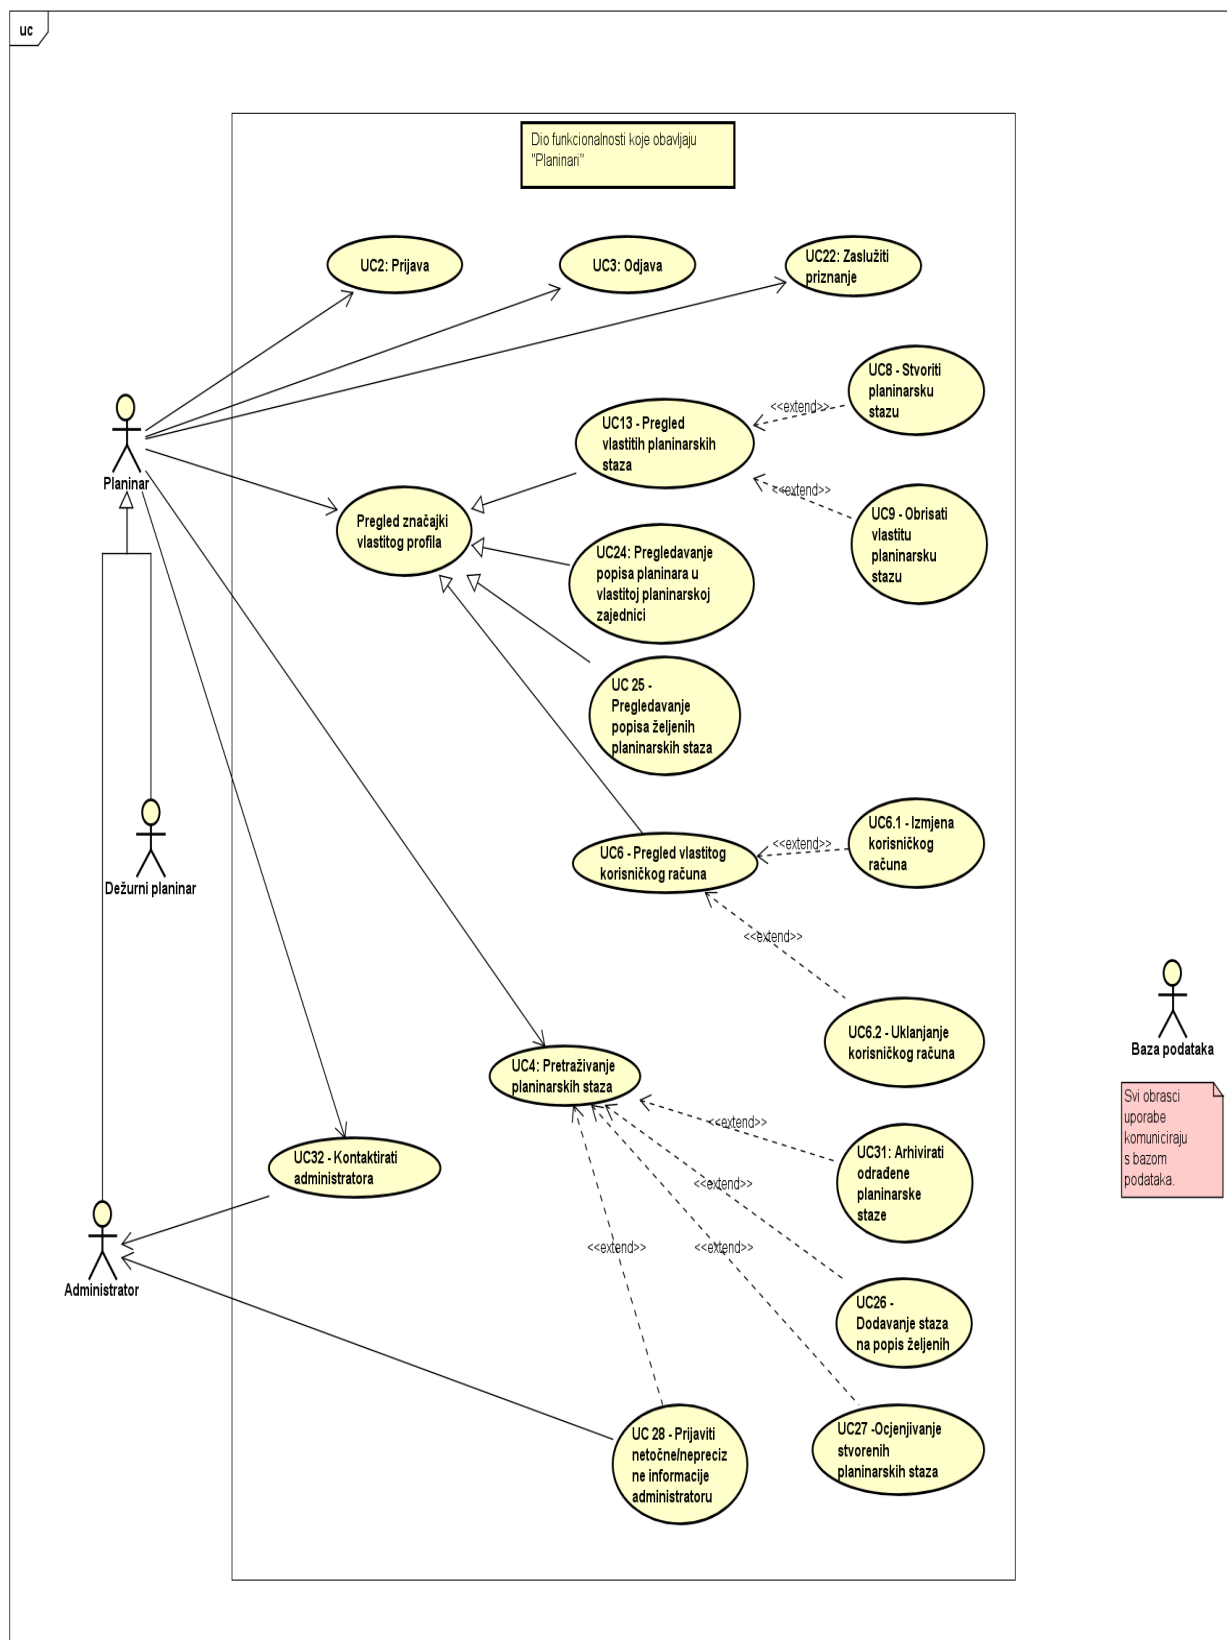 uc
Dio funkcionalnosti koje obavljaju
"Planinari"
UC2: Prijava
UC3: Odjava
UC22: Zaslužiti
priznanje
UC8 - Stvoriti
planinarsku
stazu
<<extend>>
UC13 - Pregled
vlastitih planinarskih
staza
Planinar
<<extend>>
UC9 - Obrisati
vlastitu
planinarsku
stazu
Pregled značajki
vlastitog profila
UC24: Pregledavanje
popisa planinara u
vlastitoj planinarskoj
zajednici
UC 25 -
Pregledavanje
popisa željenih
planinarskih staza
Dežurni planinar
UC6 - Pregled vlastitog
korisničkog računa
<<extend>>
UC6.1 - Izmjena
korisničkog
računa
<<extend>>
UC6.2 - Uklanjanje
korisničkog računa
Baza podataka
Svi obrasci
uporabe
komuniciraju
s bazom
podataka.
UC4: Pretraživanje
planinarskih staza
<<extend>>
UC31: Arhivirati
odrađene
planinarske
staze
UC32 - Kontaktirati
administratora
<<extend>>
<<extend>>
<<extend>>
Administrator
UC26 -
Dodavanje staza
na popis željenih
UC27 -Ocjenjivanje
stvorenih
planinarskih staza
UC 28 - Prijaviti
netočne/nepreciz
ne informacije
administratoru